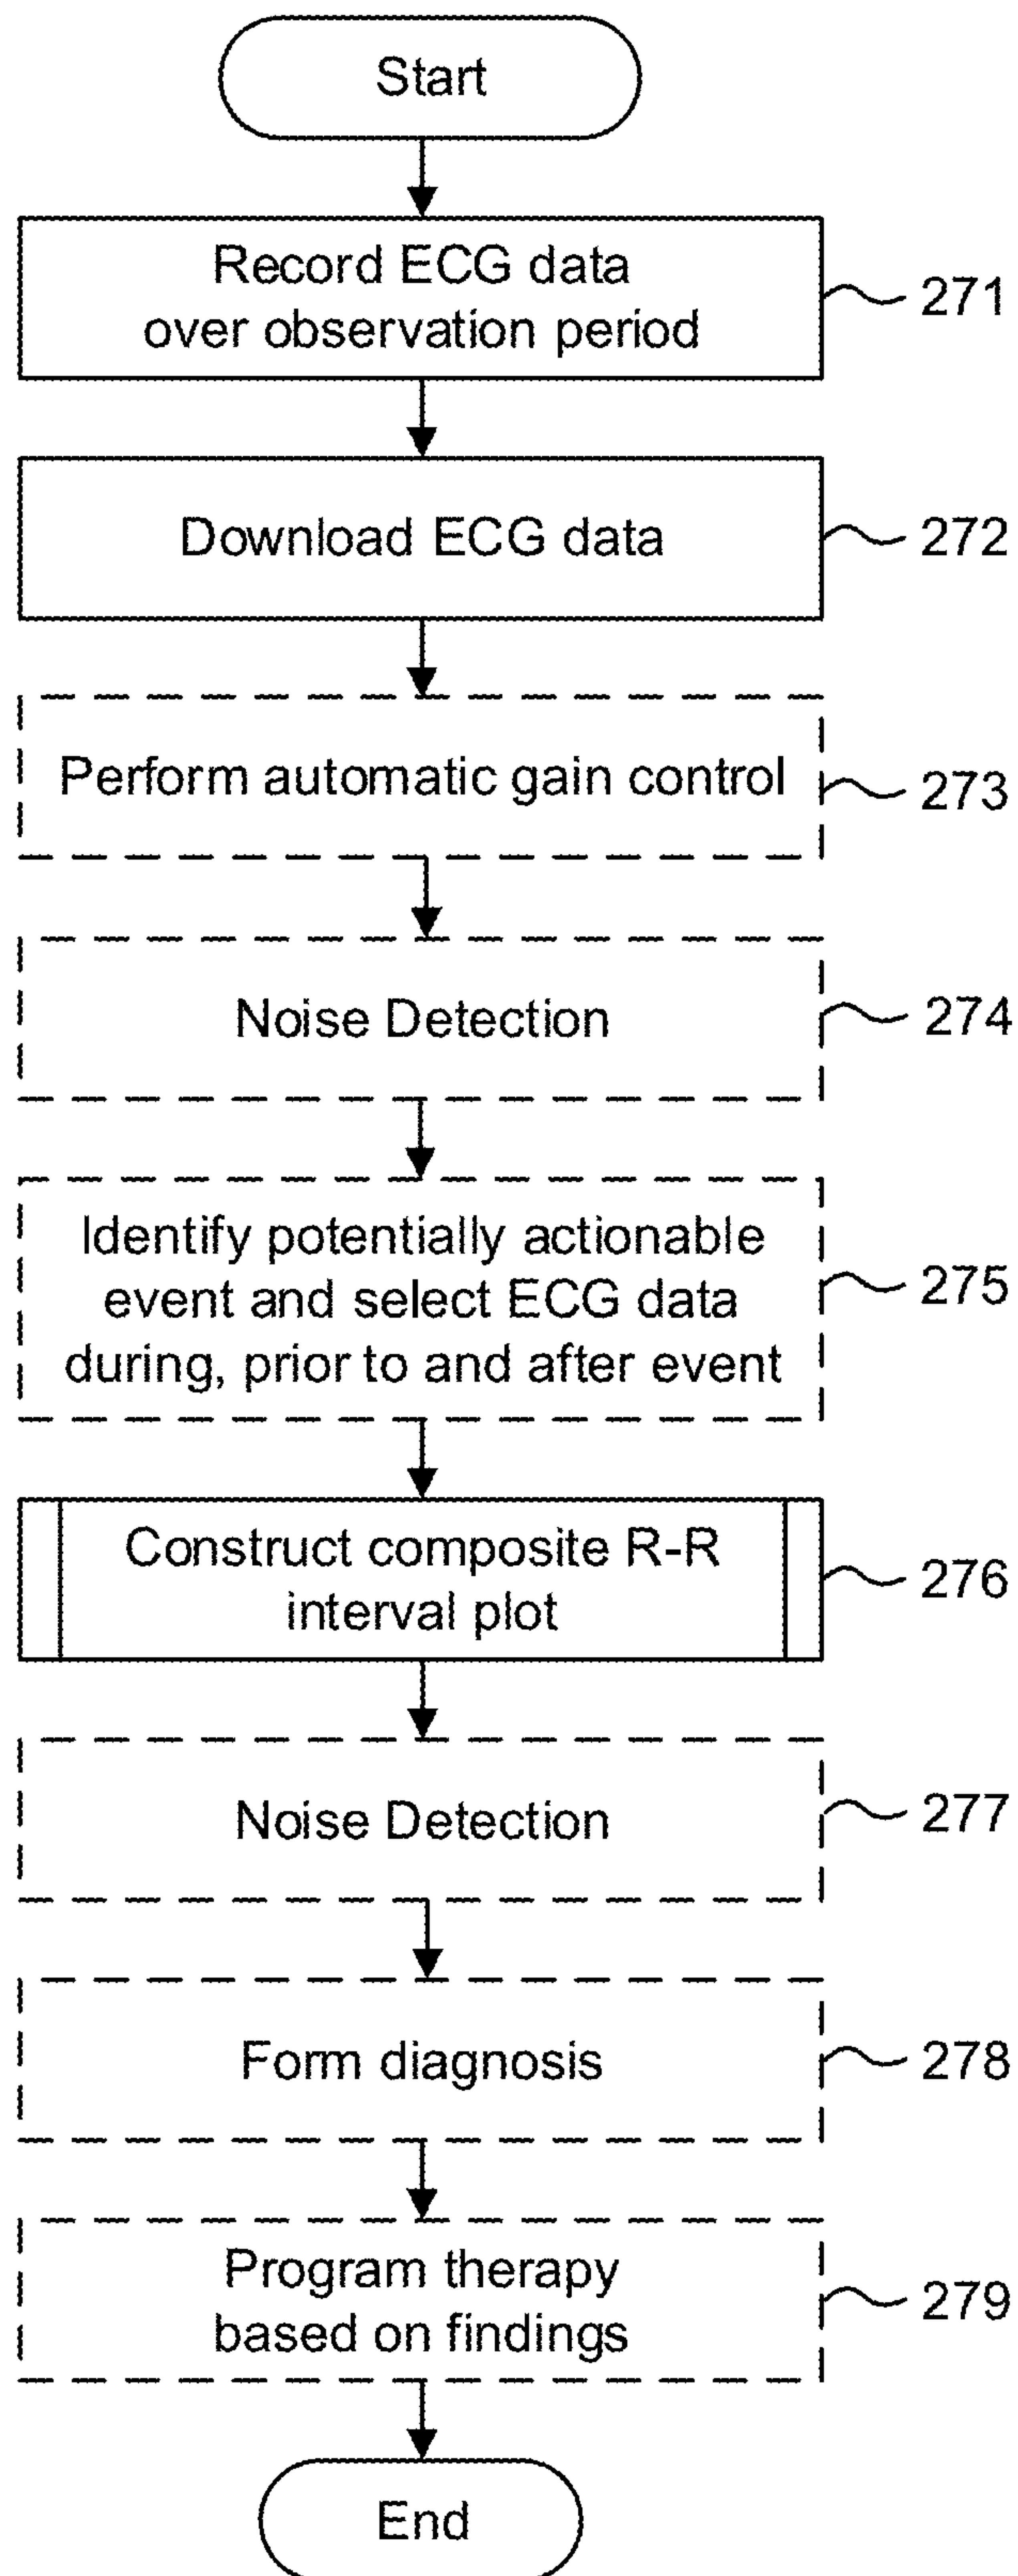 Start
Record ECG data
over observation period
271
Download ECG data
272
Perform automatic gain control
273
Noise Detection
274
Identify potentially actionable
event and select ECG data
during, prior to and after event
275
Construct composite R-R
interval plot
276
Noise Detection
277
Form diagnosis
278
Program therapy
based on findings
279
End